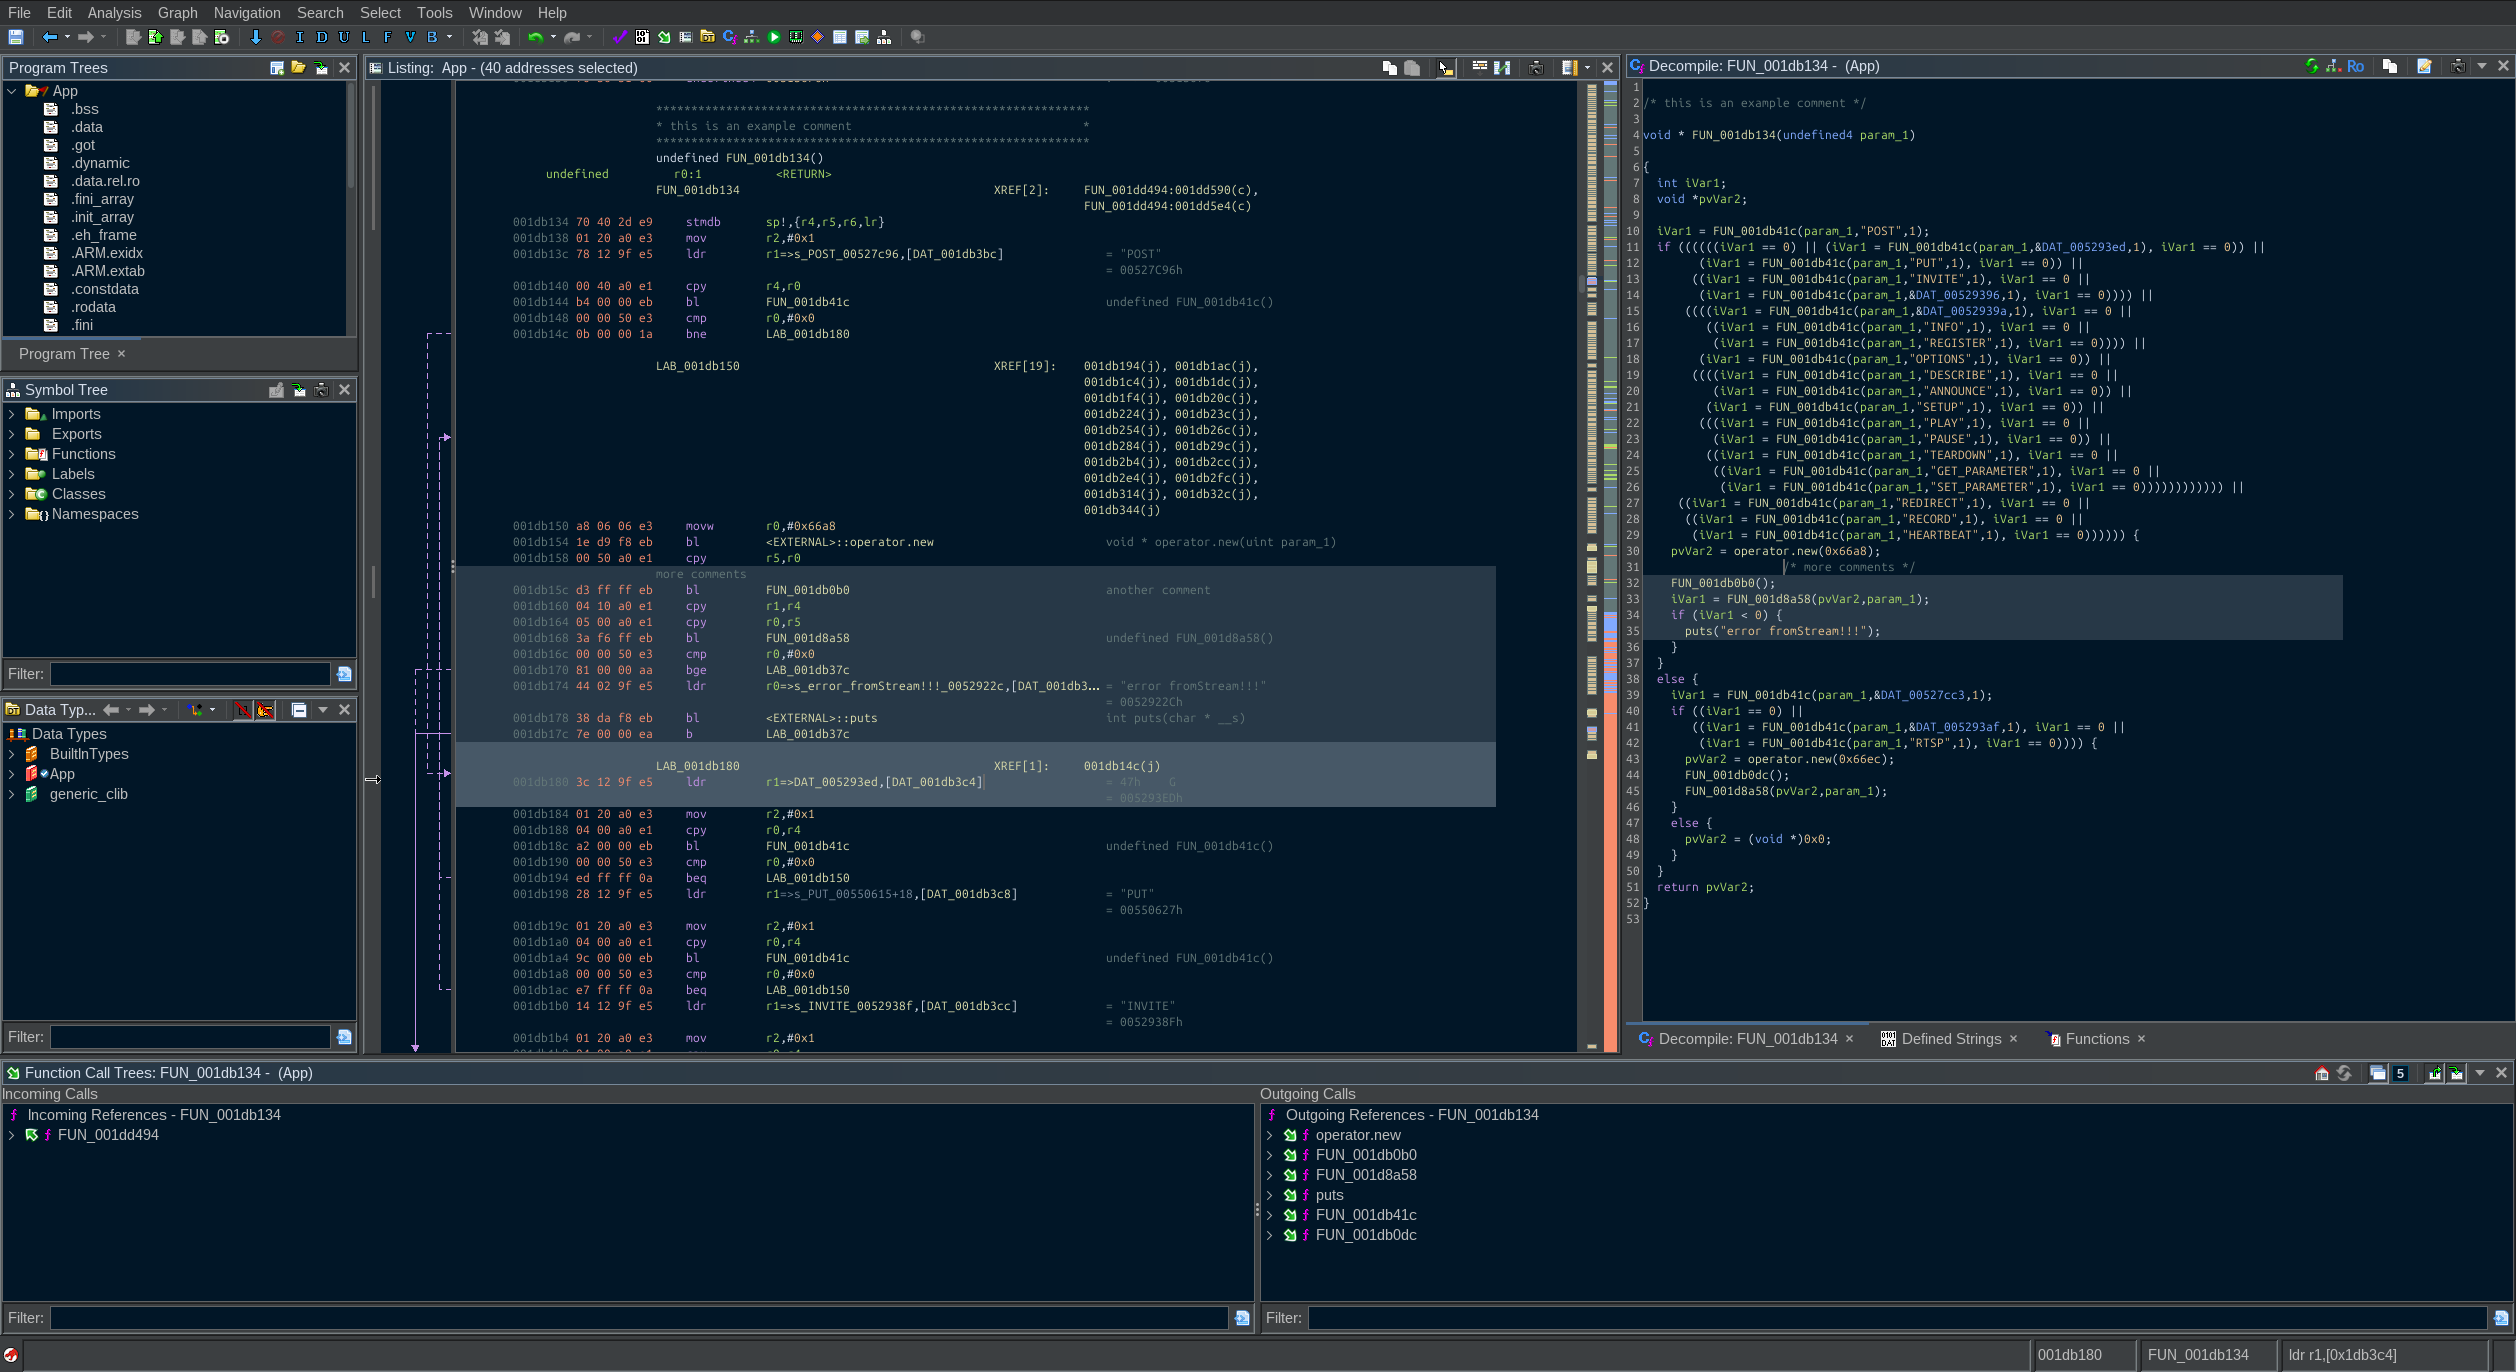 File Edit Analysis Graph Navigation Search Select Tools Window Help
I D U L F V B
Program Trees
App
.bss
.data
.got
.dynamic
.data.rel.ro
.fini_array
.init_array
.eh_frame
.ARM.exidx
.ARM.extab
.constdata
.rodata
.fini
Program Tree ×
Symbol Tree
Imports
Exports
Functions
Labels
Classes
Namespaces
Filter:
Data Typ...
Data Types
BuiltInTypes
App
generic_clib
Filter:
Listing: App - (40 addresses selected)
**************************************************************
* this is an example comment *
**************************************************************
undefined FUN_001db134()
undefined r0:1 <RETURN>
FUN_001db134 XREF[2]: FUN_001dd494:001dd590(c),
FUN_001dd494:001dd5e4(c)
001db134 70 40 2d e9 stmdb sp!,{r4,r5,r6,lr}
001db138 01 20 a0 e3 mov r2,#0x1
001db13c 78 12 9f e5 ldr r1=>s_POST_00527c96,[DAT_001db3bc] = "POST"
= 00527C96h
001db140 00 40 a0 e1 cpy r4,r0
001db144 b4 00 00 eb bl FUN_001db41c undefined FUN_001db41c()
001db148 00 00 50 e3 cmp r0,#0x0
001db14c 0b 00 00 1a bne LAB_001db180
LAB_001db150 XREF[19]: 001db194(j), 001db1ac(j),
001db1c4(j), 001db1dc(j),
001db1f4(j), 001db20c(j),
001db224(j), 001db23c(j),
001db254(j), 001db26c(j),
001db284(j), 001db29c(j),
001db2b4(j), 001db2cc(j),
001db2e4(j), 001db2fc(j),
001db314(j), 001db32c(j),
001db344(j)
001db150 a8 06 06 e3 movw r0,#0x66a8
001db154 1e d9 f8 eb bl <EXTERNAL>::operator.new void * operator.new(uint param_1)
001db158 00 50 a0 e1 cpy r5,r0
more comments
001db15c d3 ff ff eb bl FUN_001db0b0 another comment
001db160 04 10 a0 e1 cpy r1,r4
001db164 05 00 a0 e1 cpy r0,r5
001db168 3a f6 ff eb bl FUN_001d8a58 undefined FUN_001d8a58()
001db16c 00 00 50 e3 cmp r0,#0x0
001db170 81 00 00 aa bge LAB_001db37c
001db174 44 02 9f e5 ldr r0=>s_error_fromStream!!!_0052922c,[DAT_001db3... = "error fromStream!!!"
= 0052922Ch
001db178 38 da f8 eb bl <EXTERNAL>::puts int puts(char * __s)
001db17c 7e 00 00 ea b LAB_001db37c
LAB_001db180 XREF[1]: 001db14c(j)
001db180 3c 12 9f e5 ldr r1=>DAT_005293ed,[DAT_001db3c4] = 47h G
= 005293EDh
001db184 01 20 a0 e3 mov r2,#0x1
001db188 04 00 a0 e1 cpy r0,r4
001db18c a2 00 00 eb bl FUN_001db41c undefined FUN_001db41c()
001db190 00 00 50 e3 cmp r0,#0x0
001db194 ed ff ff 0a beq LAB_001db150
001db198 28 12 9f e5 ldr r1=>s_PUT_00550615+18,[DAT_001db3c8] = "PUT"
= 00550627h
001db19c 01 20 a0 e3 mov r2,#0x1
001db1a0 04 00 a0 e1 cpy r0,r4
001db1a4 9c 00 00 eb bl FUN_001db41c undefined FUN_001db41c()
001db1a8 00 00 50 e3 cmp r0,#0x0
001db1ac e7 ff ff 0a beq LAB_001db150
001db1b0 14 12 9f e5 ldr r1=>s_INVITE_0052938f,[DAT_001db3cc] = "INVITE"
= 0052938Fh
001db1b4 01 20 a0 e3 mov r2,#0x1
Decompile: FUN_001db134 - (App)
Ro
1
2 /* this is an example comment */
3
4 void * FUN_001db134(undefined4 param_1)
5
6 {
7 int iVar1;
8 void *pvVar2;
9
10 iVar1 = FUN_001db41c(param_1,"POST",1);
11 if ((((((iVar1 == 0) || (iVar1 = FUN_001db41c(param_1,&DAT_005293ed,1), iVar1 == 0)) ||
12 (iVar1 = FUN_001db41c(param_1,"PUT",1), iVar1 == 0)) ||
13 ((iVar1 = FUN_001db41c(param_1,"INVITE",1), iVar1 == 0 ||
14 (iVar1 = FUN_001db41c(param_1,&DAT_00529396,1), iVar1 == 0)))) ||
15 ((((iVar1 = FUN_001db41c(param_1,&DAT_0052939a,1), iVar1 == 0 ||
16 ((iVar1 = FUN_001db41c(param_1,"INFO",1), iVar1 == 0 ||
17 (iVar1 = FUN_001db41c(param_1,"REGISTER",1), iVar1 == 0)))) ||
18 (iVar1 = FUN_001db41c(param_1,"OPTIONS",1), iVar1 == 0)) ||
19 ((((iVar1 = FUN_001db41c(param_1,"DESCRIBE",1), iVar1 == 0 ||
20 (iVar1 = FUN_001db41c(param_1,"ANNOUNCE",1), iVar1 == 0)) ||
21 (iVar1 = FUN_001db41c(param_1,"SETUP",1), iVar1 == 0)) ||
22 (((iVar1 = FUN_001db41c(param_1,"PLAY",1), iVar1 == 0 ||
23 (iVar1 = FUN_001db41c(param_1,"PAUSE",1), iVar1 == 0)) ||
24 ((iVar1 = FUN_001db41c(param_1,"TEARDOWN",1), iVar1 == 0 ||
25 ((iVar1 = FUN_001db41c(param_1,"GET_PARAMETER",1), iVar1 == 0 ||
26 (iVar1 = FUN_001db41c(param_1,"SET_PARAMETER",1), iVar1 == 0)))))))))))) ||
27 ((iVar1 = FUN_001db41c(param_1,"REDIRECT",1), iVar1 == 0 ||
28 ((iVar1 = FUN_001db41c(param_1,"RECORD",1), iVar1 == 0 ||
29 (iVar1 = FUN_001db41c(param_1,"HEARTBEAT",1), iVar1 == 0)))))) {
30 pvVar2 = operator.new(0x66a8);
31 /* more comments */
32 FUN_001db0b0();
33 iVar1 = FUN_001d8a58(pvVar2,param_1);
34 if (iVar1 < 0) {
35 puts("error fromStream!!!");
36 }
37 }
38 else {
39 iVar1 = FUN_001db41c(param_1,&DAT_00527cc3,1);
40 if ((iVar1 == 0) ||
41 ((iVar1 = FUN_001db41c(param_1,&DAT_005293af,1), iVar1 == 0 ||
42 (iVar1 = FUN_001db41c(param_1,"RTSP",1), iVar1 == 0)))) {
43 pvVar2 = operator.new(0x66ec);
44 FUN_001db0dc();
45 FUN_001d8a58(pvVar2,param_1);
46 }
47 else {
48 pvVar2 = (void *)0x0;
49 }
50 }
51 return pvVar2;
52 }
53
Decompile: FUN_001db134 × Defined Strings × Functions ×
Function Call Trees: FUN_001db134 - (App)
5
Incoming Calls
Incoming References - FUN_001db134
FUN_001dd494
Filter:
Outgoing Calls
Outgoing References - FUN_001db134
operator.new
FUN_001db0b0
FUN_001d8a58
puts
FUN_001db41c
FUN_001db0dc
Filter:
001db180 FUN_001db134 ldr r1,[0x1db3c4]